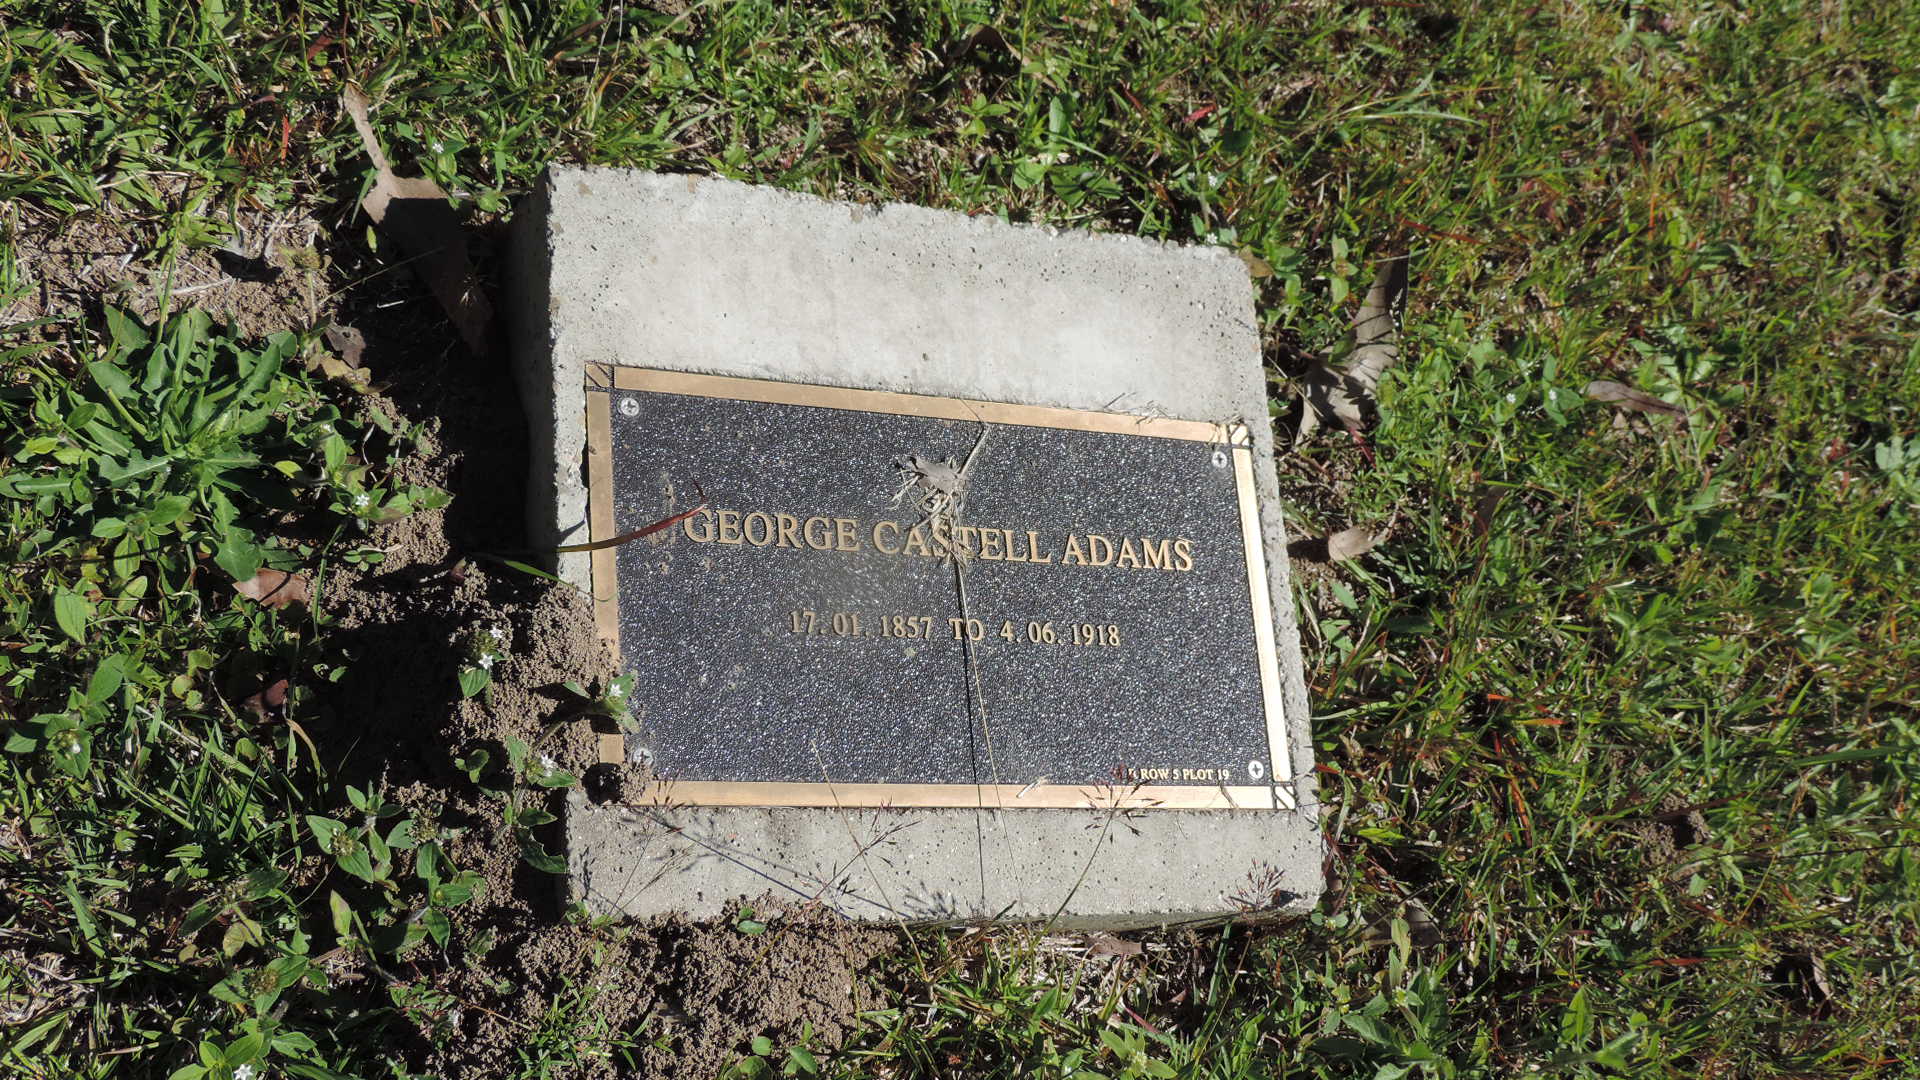 GEORGE CASTELL ADAMS
17. 01. 1857 TO 4. 06. 1918
ROW 5 PLOT 19